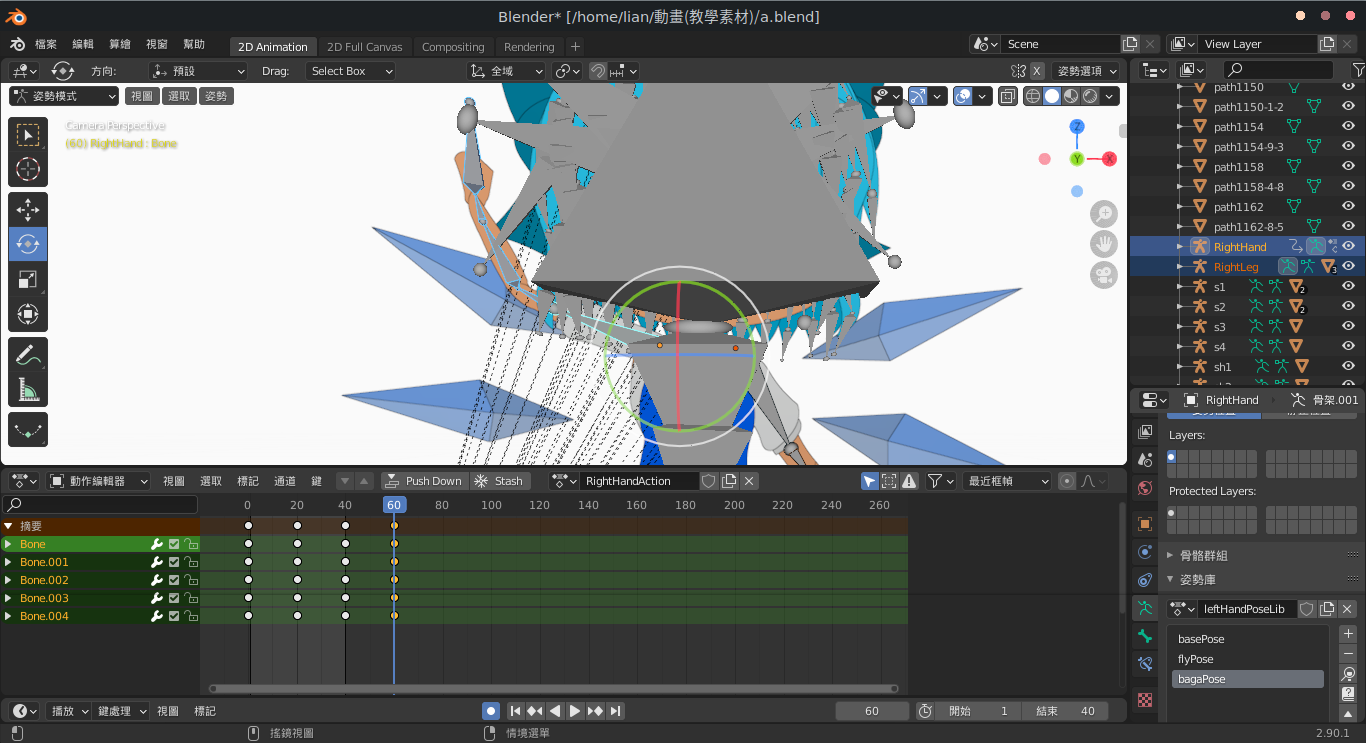 Blender* [/home/lian/動畫(教學素材)/a.blend]
檔案 編輯 算繪 視窗 幫助 2D Animation 2D Full Canvas Compositing Rendering + Scene View Layer
方向: 預設 Drag: Select Box 全域 X 姿勢選項
姿勢模式 視圖 選取 姿勢
Camera Perspective
(60) RightHand : Bone
Z
Y
X
path1150
path1150-1-2
path1154
path1154-9-3
path1158
path1158-4-8
path1162
path1162-8-5
RightHand
RightLeg 3
s1 2
s2 2
s3
s4
sh1
RightHand 骨架.001
Layers:
Protected Layers:
骨骼群組
姿勢庫
leftHandPoseLib
basePose
flyPose
bagaPose
動作編輯器 視圖 選取 標記 通道 鍵 Push Down Stash RightHandAction 最近框幀
0 20 40 60 80 100 120 140 160 180 200 220 240 260
摘要
Bone
Bone.001
Bone.002
Bone.003
Bone.004
播放 鍵處理 視圖 標記 60 開始 1 結束 40
搖鏡視圖 情境選單 2.90.1